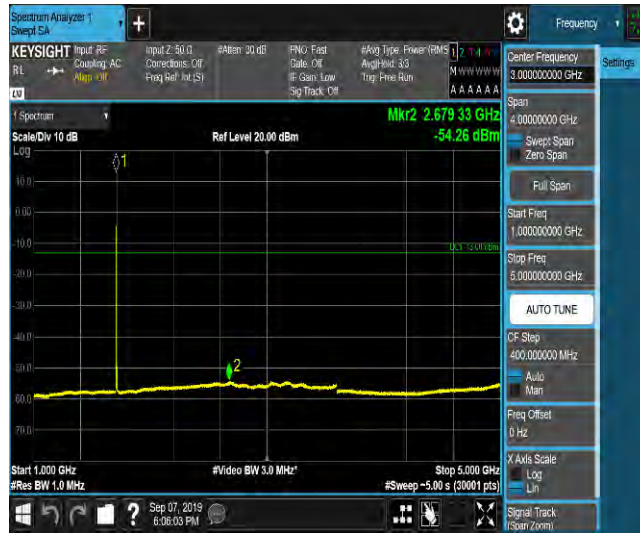 Spectrum Analyzer 1
Swept SA
+
Frequency
KEYSIGHT
RL
Input: RF
Coupling: AC
Align: Off
Input Z: 50 Ω
Corrections: Off
Freq Ref: Int (S)
#Atten: 30 dB
PNO: Fast
Gate: Off
IF Gain: Low
Sig Track: Off
#Avg Type: Power (RMS
Avg|Hold: 3/3
Trig: Free Run
M W W W W W
A A A A A A
LXI
1 Spectrum
Scale/Div 10 dB
Log
Ref Level 20.00 dBm
Mkr2 2.679 33 GHz
-54.26 dBm
1
10.0
0.00
-10.0
DL1 -13.00 dBm
-20.0
-30.0
-40.0
-50.0
2
-60.0
-70.0
Start 1.000 GHz
#Res BW 1.0 MHz
#Video BW 3.0 MHz*
Stop 5.000 GHz
#Sweep ~5.00 s (30001 pts)
?
Sep 07, 2019
6:06:03 PM
Center Frequency
3.000000000 GHz
Settings
Span
4.00000000 GHz
Swept Span
Zero Span
Full Span
Start Freq
1.000000000 GHz
Stop Freq
5.000000000 GHz
AUTO TUNE
CF Step
400.000000 MHz
Auto
Man
Freq Offset
0 Hz
X Axis Scale
Log
Lin
Signal Track
(Span Zoom)